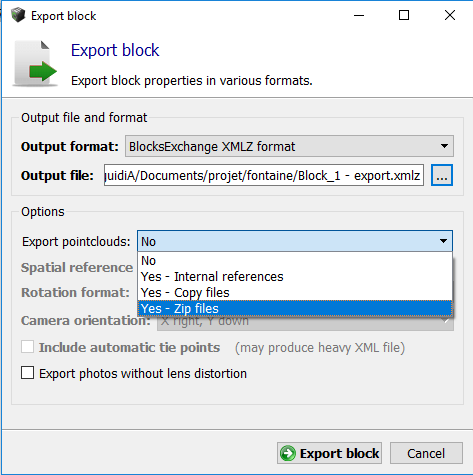 Export block
Export block
Export block properties in various formats.
Output file and format
Output format: BlocksExchange XMLZ format
Output file: guidiA/Documents/projet/fontaine/Block_1 - export.xmlz ...
Options
Export pointclouds: No
No
Spatial reference
Yes - Internal references
Rotation format:
Yes - Copy files
Yes - Zip files
Camera orientation: X right, Y down
Include automatic tie points (may produce heavy XML file)
Export photos without lens distortion
Export block Cancel